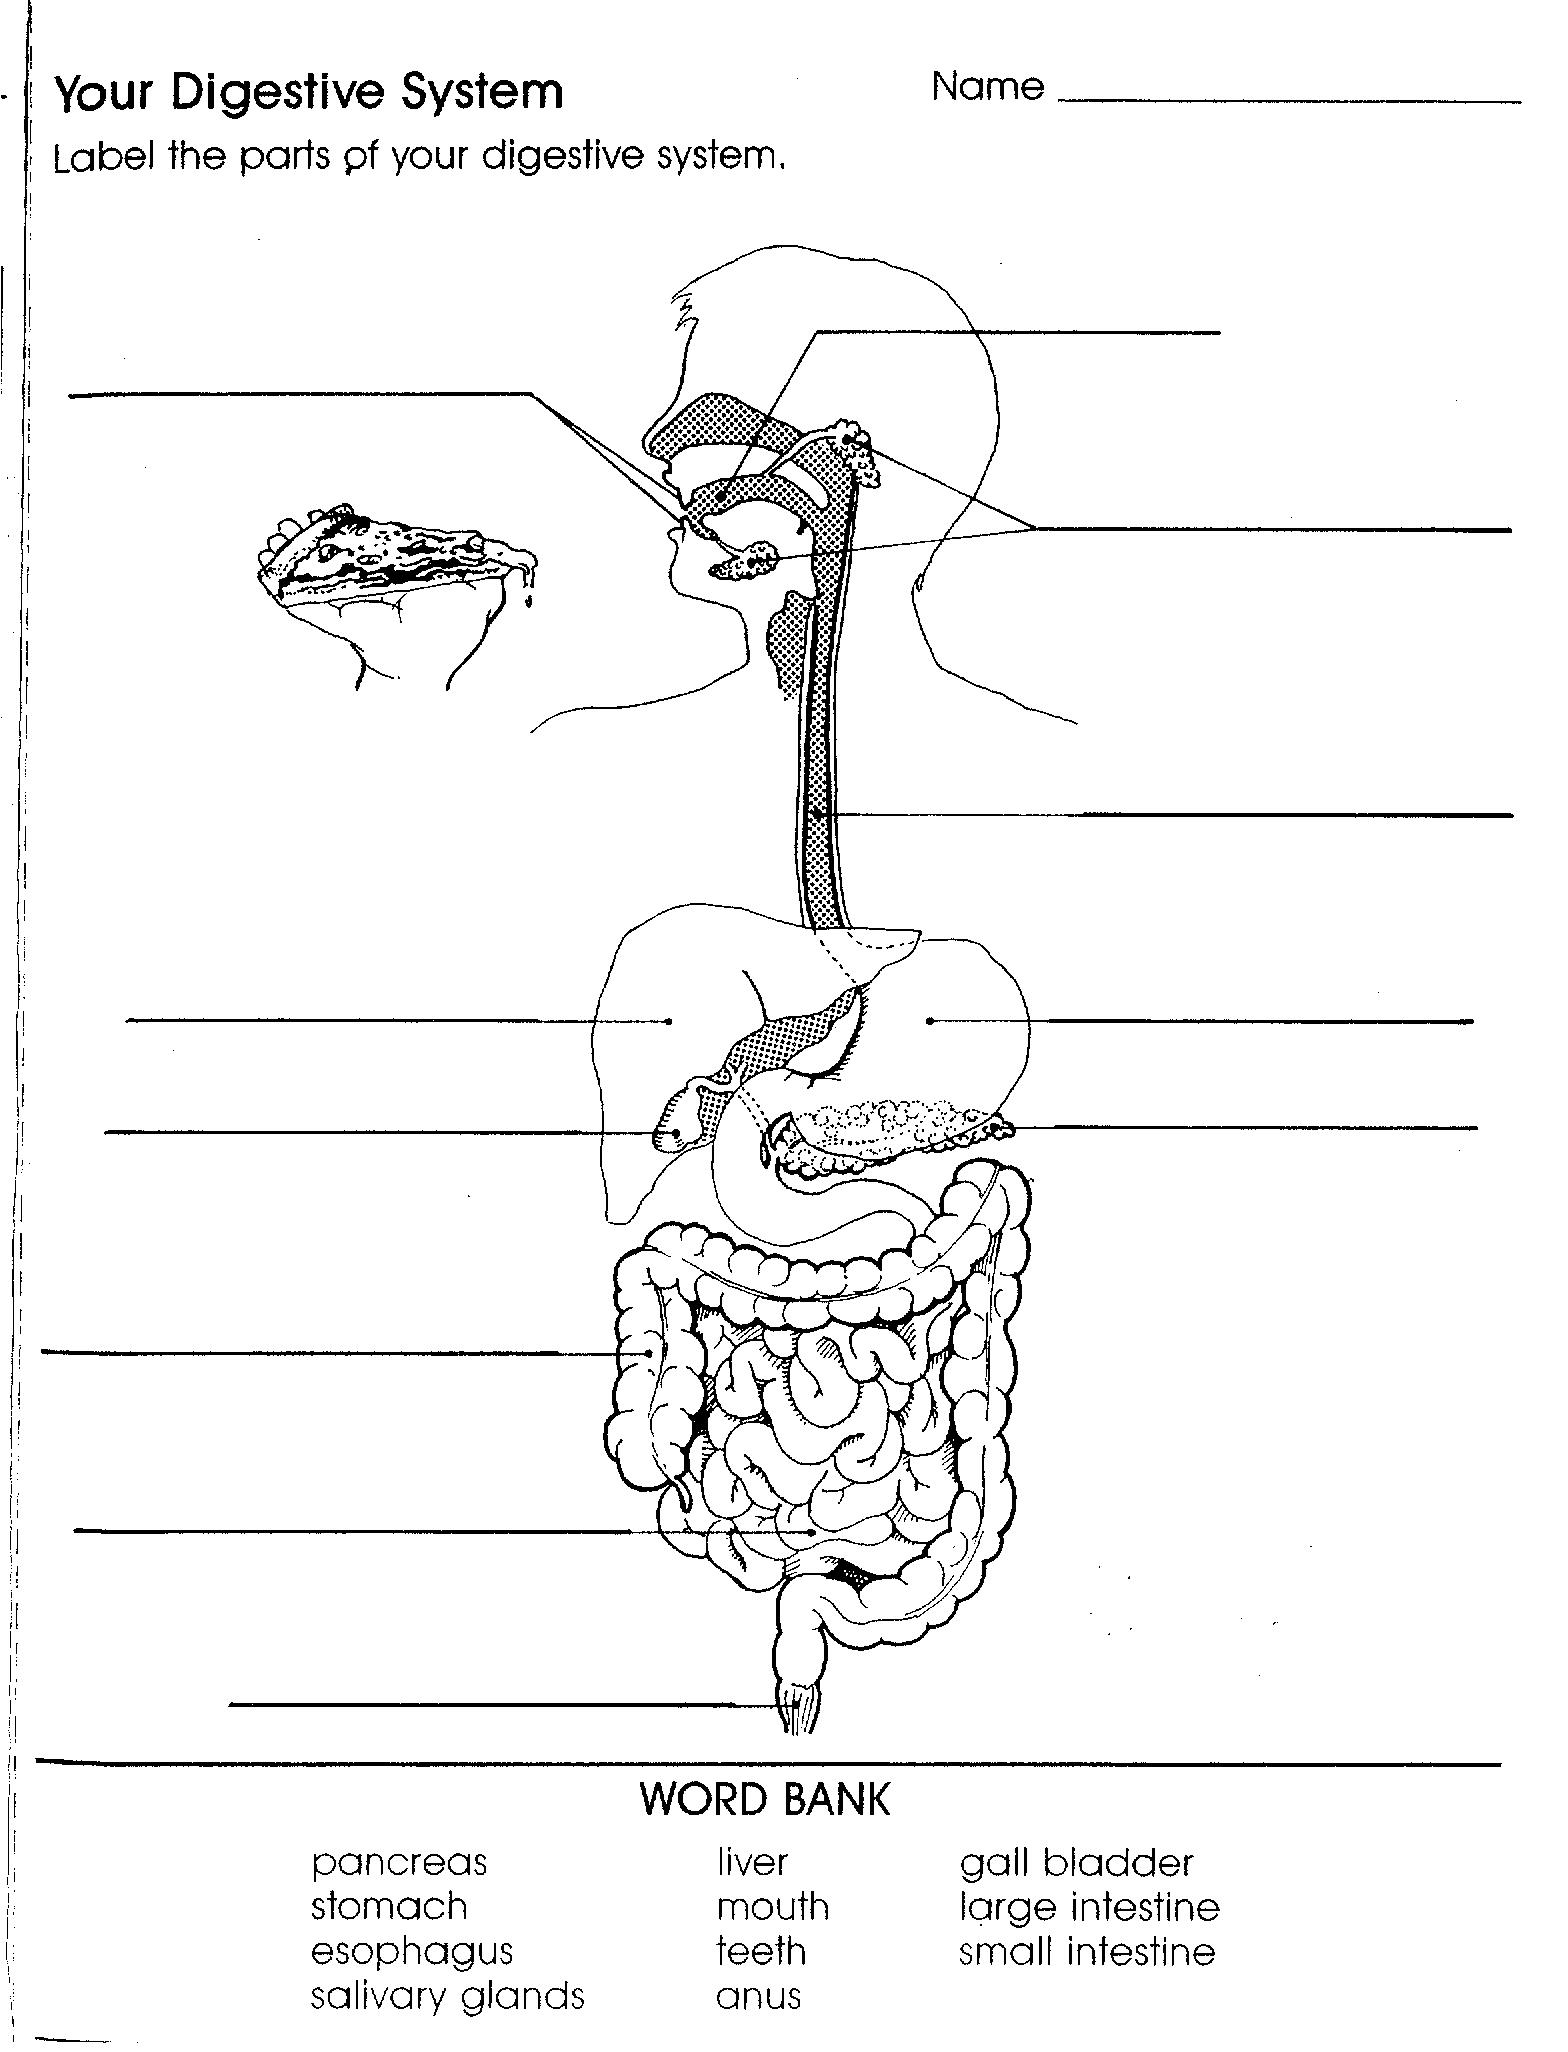 Your Digestive System
Name
Label the parts of your digestive system.
WORD BANK
pancreas liver gall bladder
stomach mouth large intestine
esophagus teeth small intestine
salivary glands anus